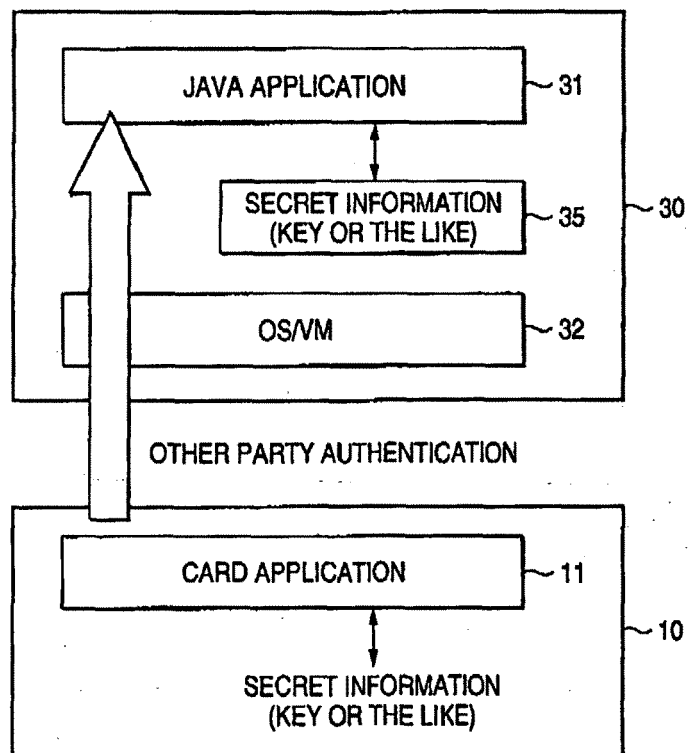 JAVA APPLICATION
31
SECRET INFORMATION
(KEY OR THE LIKE)
35
30
OS/VM
32
OTHER PARTY AUTHENTICATION
CARD APPLICATION
11
10
SECRET INFORMATION
(KEY OR THE LIKE)